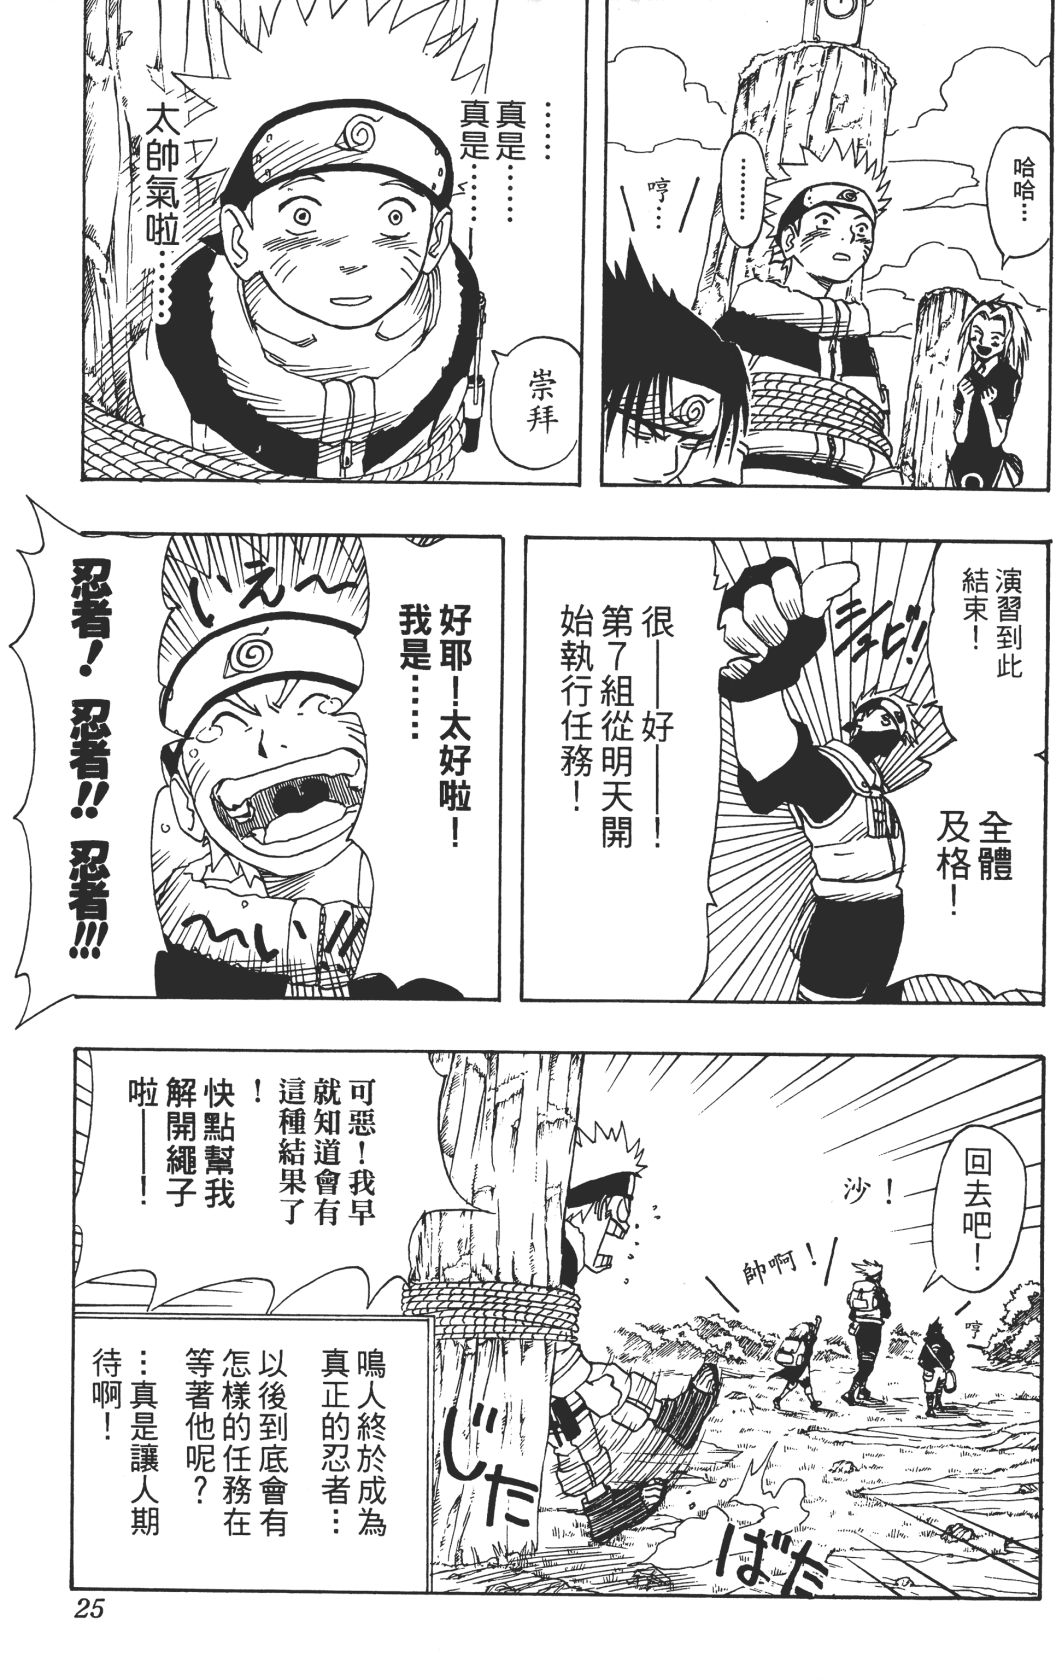 哈哈…
………
哼…
……
真是……
真是……
太帥氣啦………
崇拜
演習到此
結束！
全體
及格！
ミシュビ!!
很——好——！
第７組從明天開
始執行任務！
好耶！太好啦！
我是……
いえ〜
〜い!!
忍者！忍者!!忍者!!!
回去吧！
沙！
帥啊！
哼
可惡！我早
就知道會有
這種結果了
！
快點幫我
解開繩子
啦——！
じた
ばた
鳴人終於成為
真正的忍者…
以後到底會有
怎樣的任務在
等著他呢？
…真是讓人期
待啊！
25